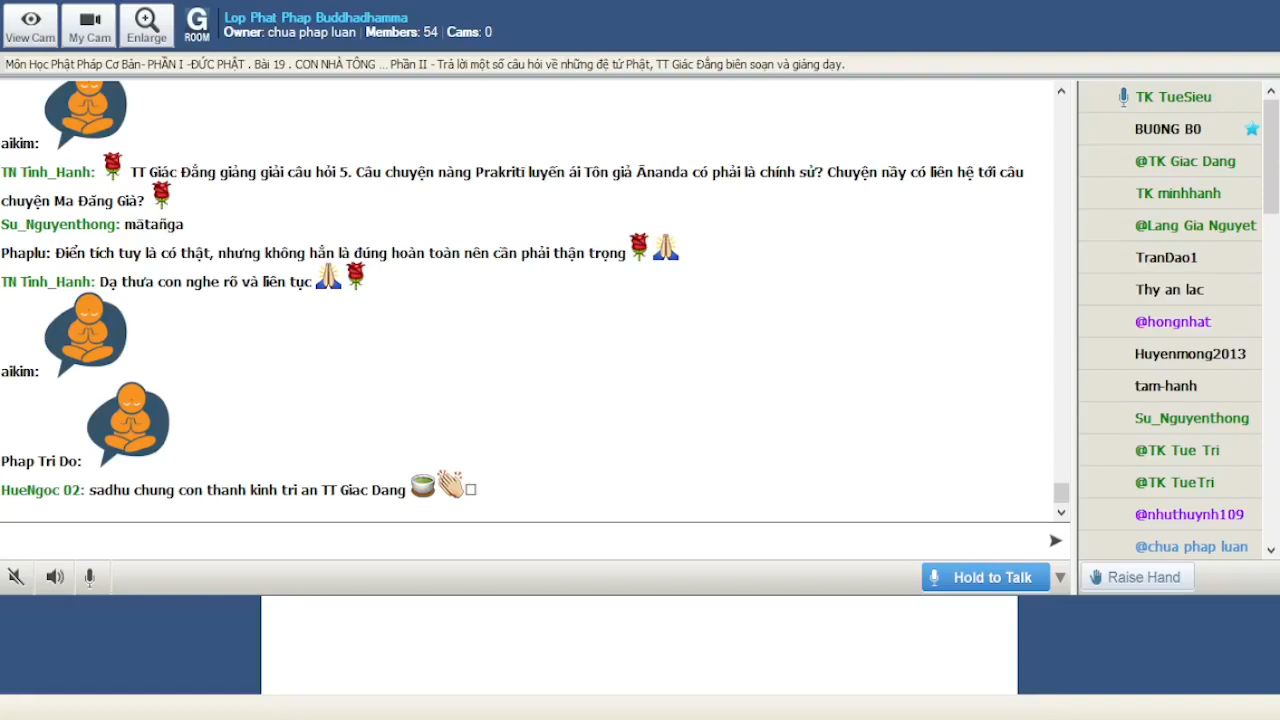 View Cam
My Cam
Enlarge
G
ROOM
Lop Phat Phap Buddhadhamma
Owner: chua phap luan | Members: 54 | Cams: 0
Môn Học Phật Pháp Cơ Bản- PHẦN I -ĐỨC PHẬT . Bài 19 . CON NHÀ TÔNG ... Phần II - Trả lời một số câu hỏi về những đệ tử Phật, TT Giác Đẳng biên soạn và giảng dạy.
aikim:
TN Tinh_Hanh: TT Giác Đẳng giảng giải câu hỏi 5. Câu chuyện nàng Prakriti luyến ái Tôn giả Ānanda có phải là chính sử? Chuyện nầy có liên hệ tới câu
chuyện Ma Đăng Già?
Su_Nguyenthong: mātañga
Phaplu: Điển tích tuy là có thật, nhưng không hẳn là đúng hoàn toàn nên cần phải thận trọng
TN Tinh_Hanh: Dạ thưa con nghe rõ và liên tục
aikim:
Phap Tri Do:
HueNgoc 02: sadhu chung con thanh kinh tri an TT Giac Dang
Hold to Talk
TK TueSieu
BU0NG B0
@TK Giac Dang
TK minhhanh
@Lang Gia Nguyet
TranDao1
Thy an lac
@hongnhat
Huyenmong2013
tam-hanh
Su_Nguyenthong
@TK Tue Tri
@TK TueTri
@nhuthuynh109
@chua phap luan
Raise Hand